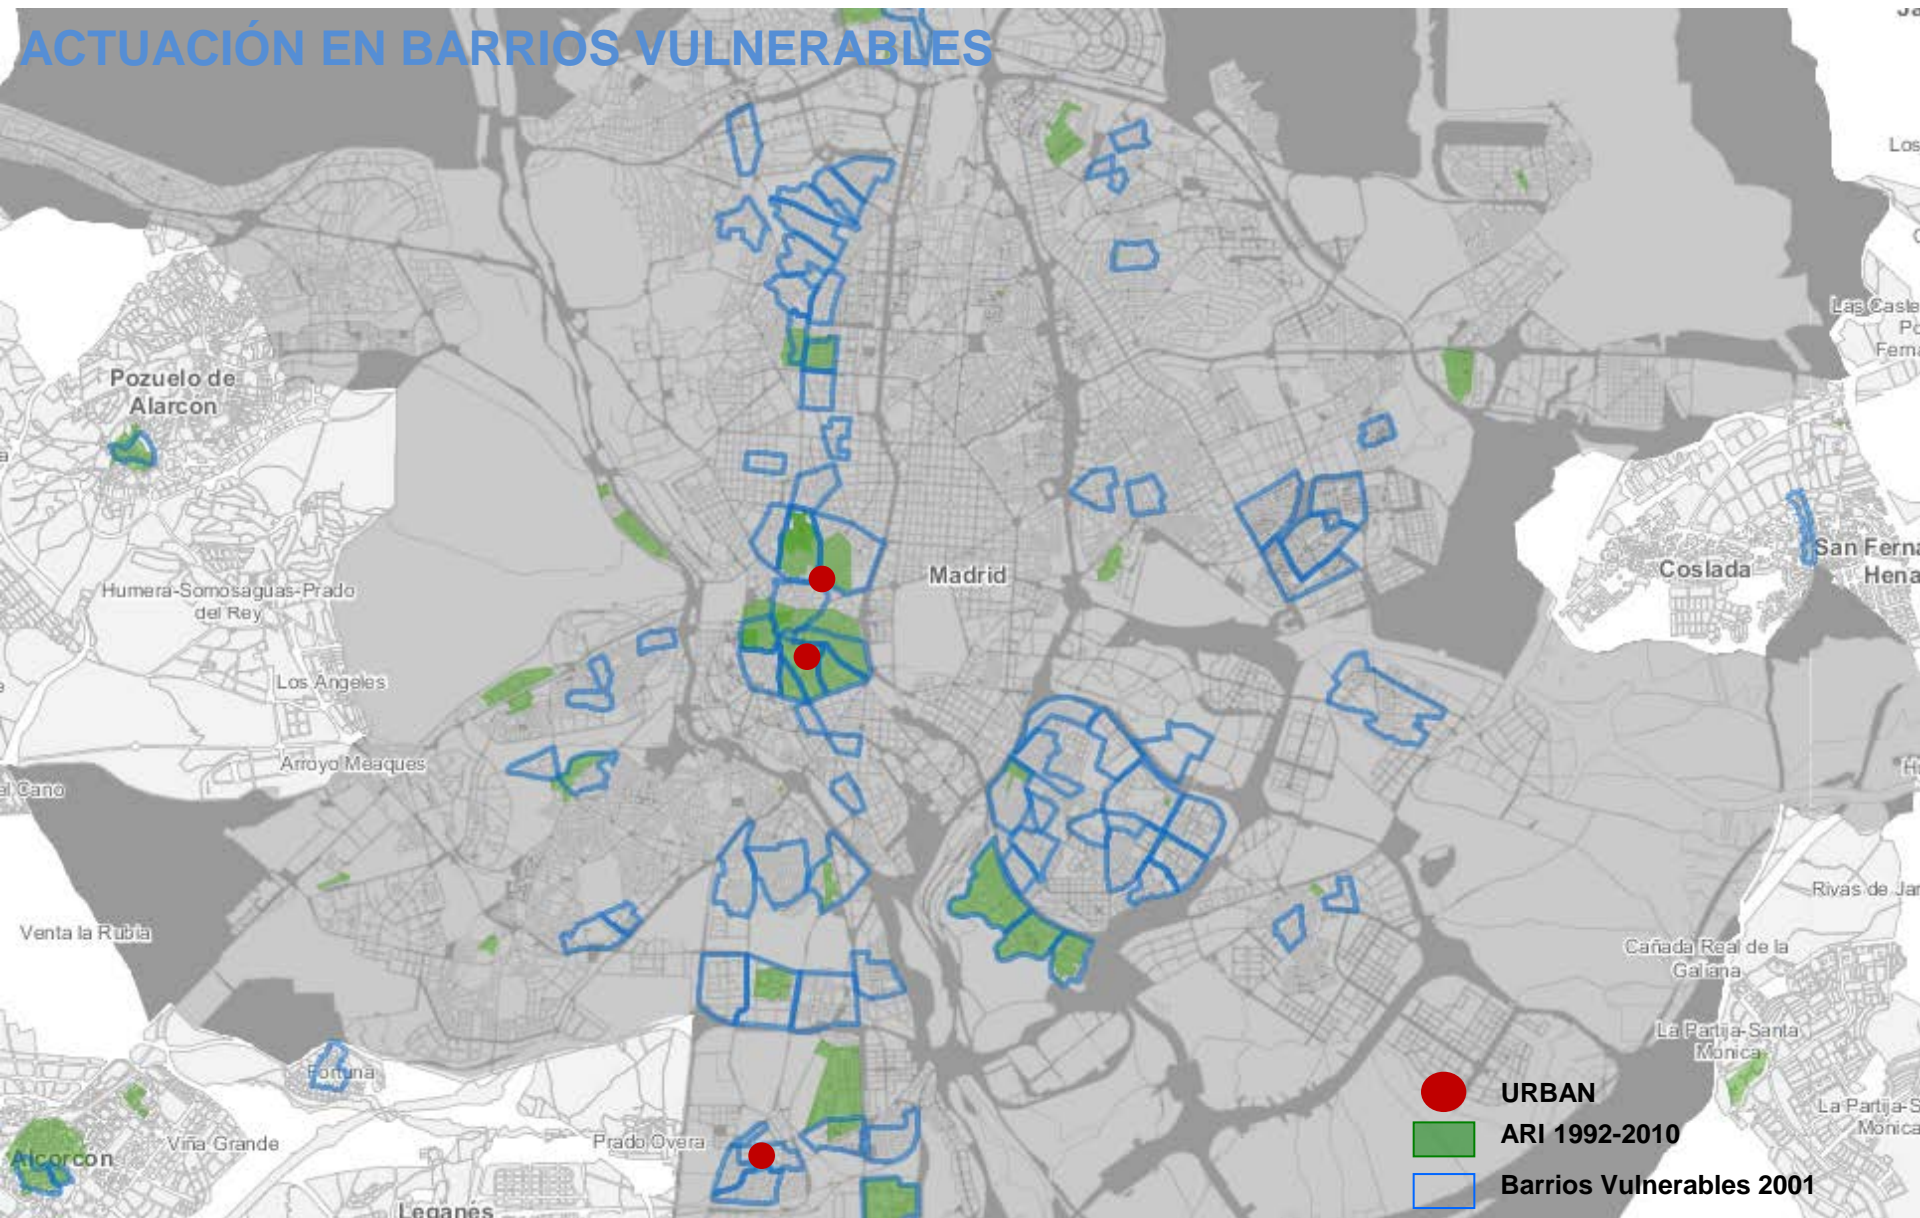 ACTUACIÓN EN BARRIOS VULNERABLES
Los
Las Caste
Fern
Pozuelo de
Alarcon
Madrid
San Ferna
Hena
Coslada
Humera-Somosaguas-Prado
del Rey
Los Angeles
Arroyo Meaques
el Cano
Rivas de Jar
Venta la Rubia
Cañada Real de la
Galiana
La Partija-Santa
Monica
Fortuna
URBAN
La Partija-S
Monica
ARI 1992-2010
Viña Grande
Prado Overa
Alcorcon
Barrios Vulnerables 2001
Leganés